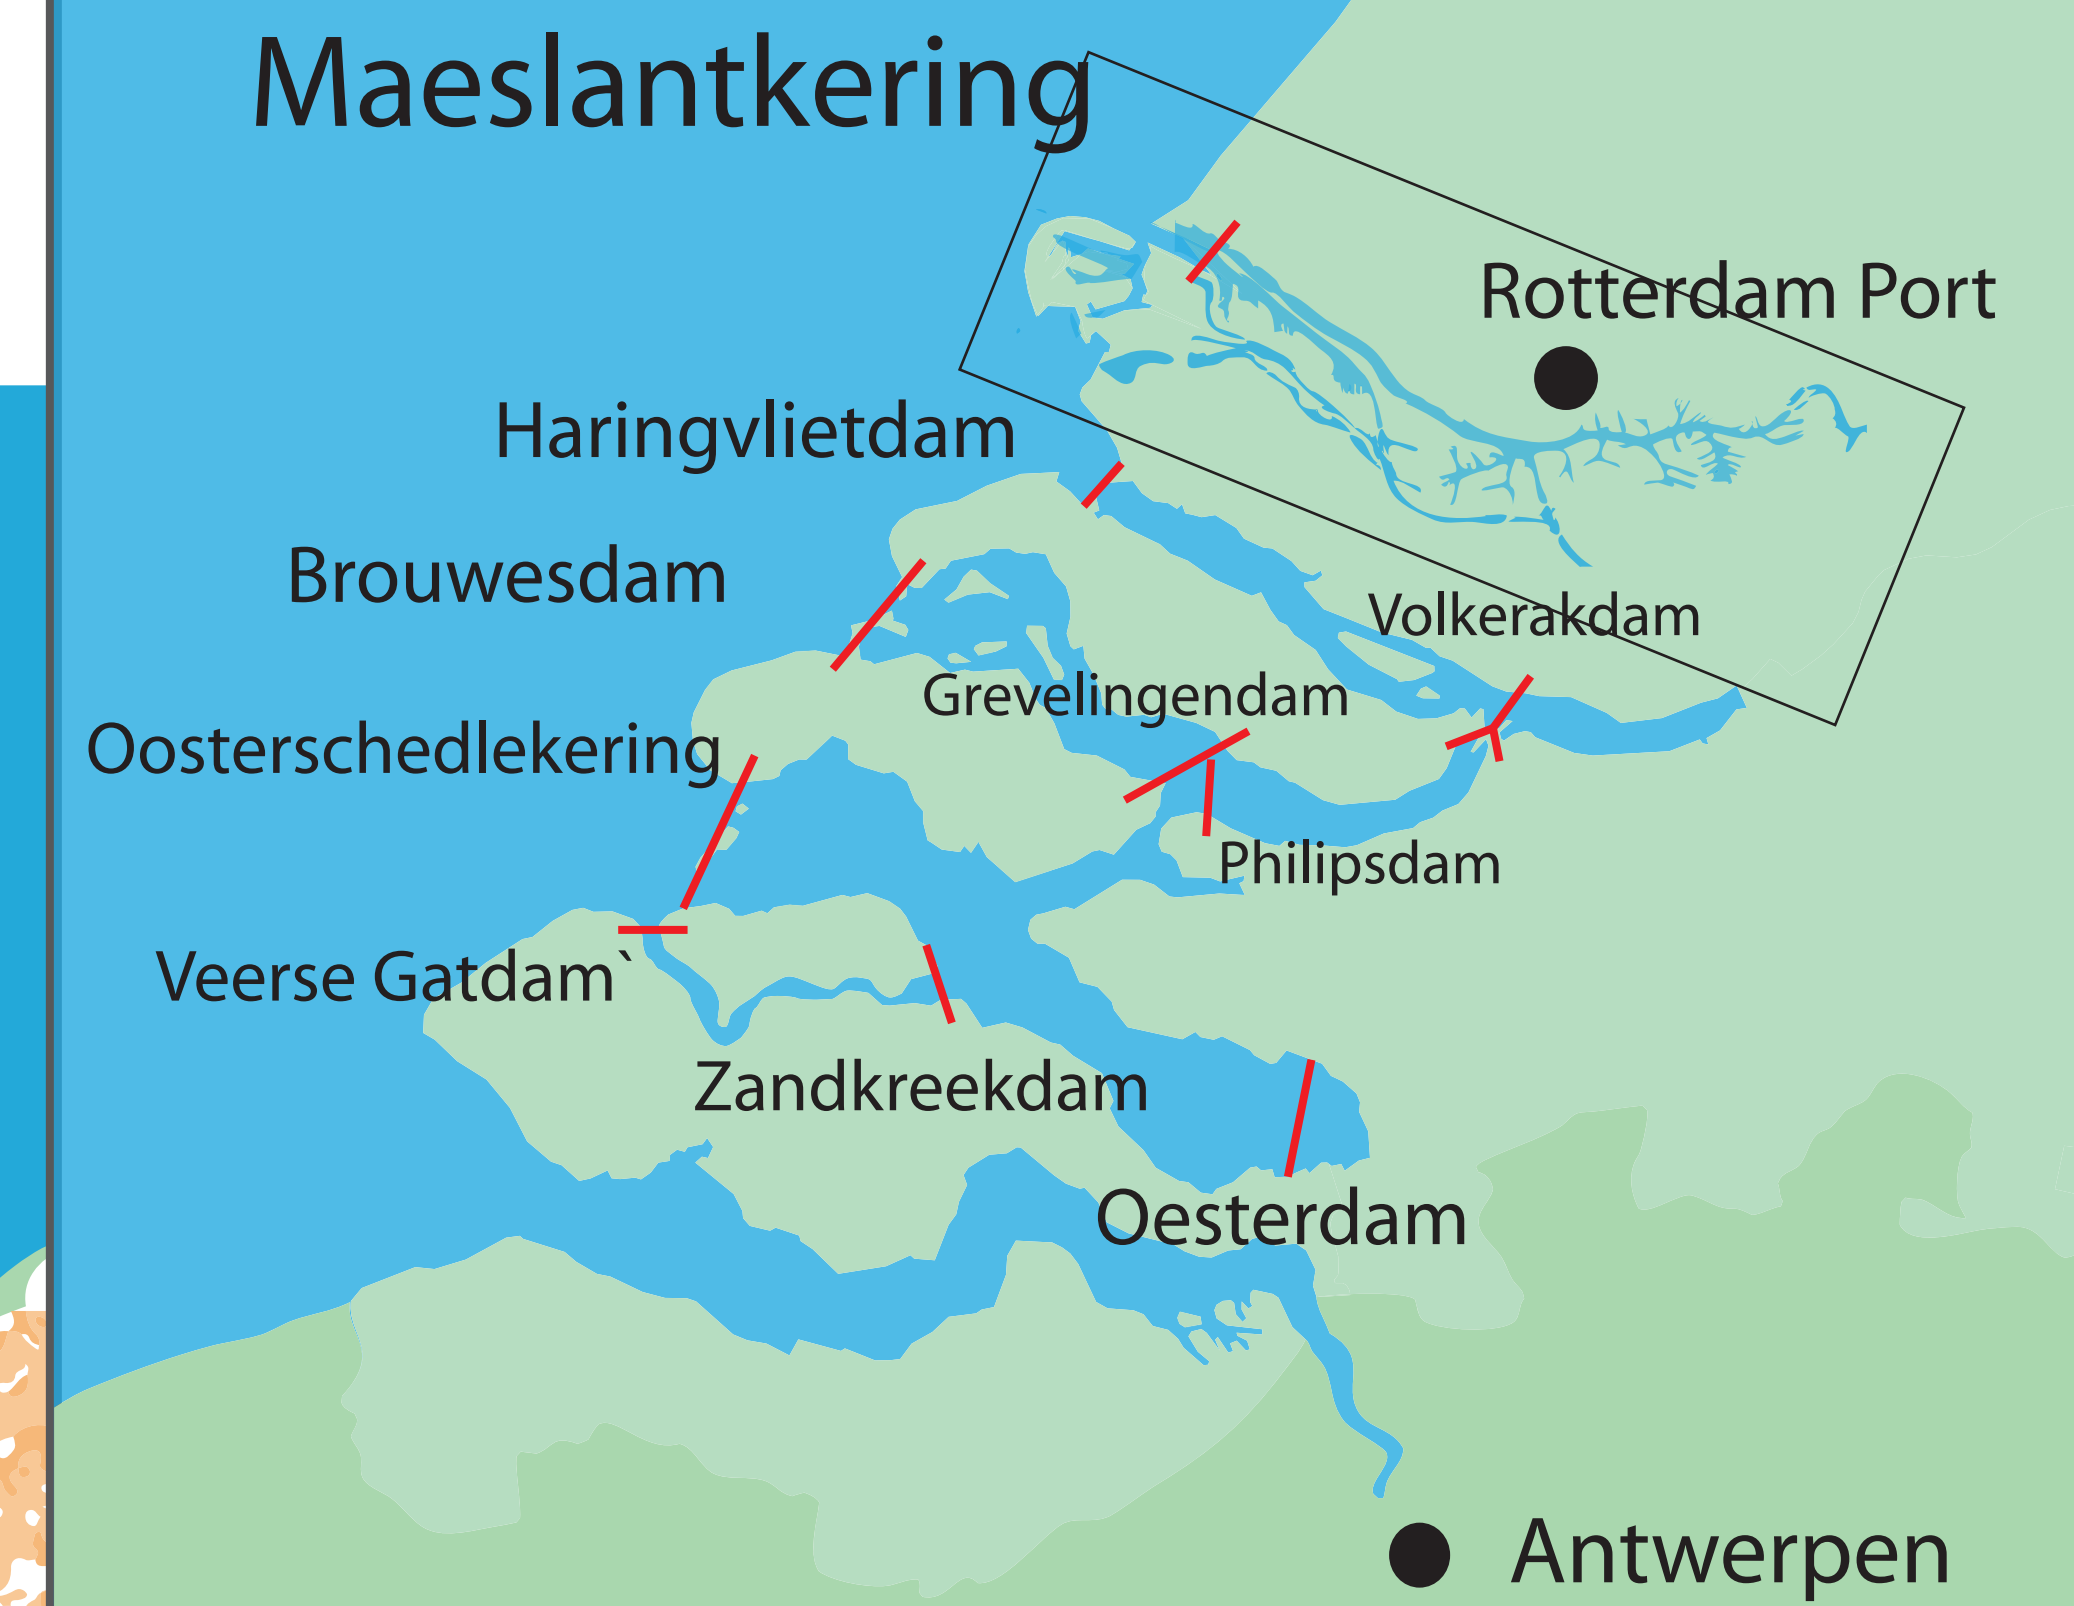 Maeslantkering
Rotterdam Port
Haringvlietdam
Brouwesdam
Volkerakdam
Grevelingendam
Oosterschedlekering
Philipsdam
Veerse Gatdam`
Zandkreekdam
Oesterdam
Antwerpen